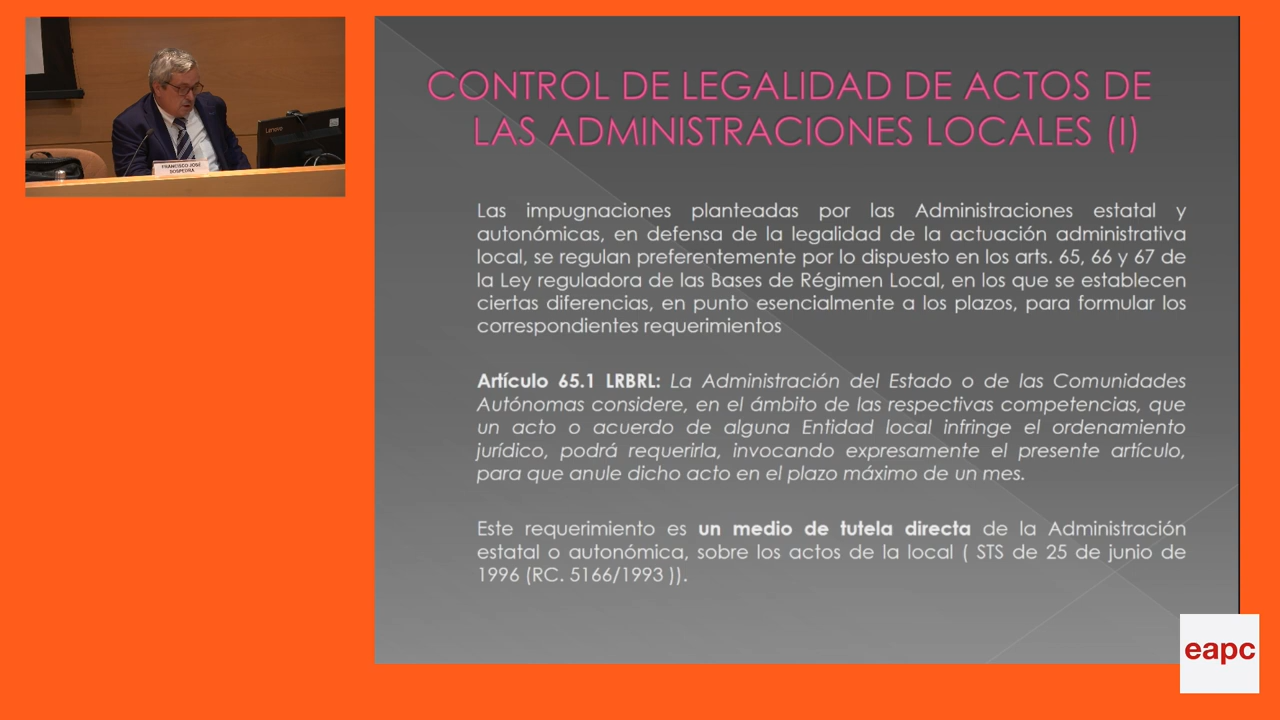 Lenovo
FRANCISCO JOSÉ
SOSPEDRA
CONTROL DE LEGALIDAD DE ACTOS DE
LAS ADMINISTRACIONES LOCALES (I)
Las impugnaciones planteadas por las Administraciones estatal y
autonómicas, en defensa de la legalidad de la actuación administrativa
local, se regulan preferentemente por lo dispuesto en los arts. 65, 66 y 67 de
la Ley reguladora de las Bases de Régimen Local, en los que se establecen
ciertas diferencias, en punto esencialmente a los plazos, para formular los
correspondientes requerimientos
Artículo 65.1 LRBRL: La Administración del Estado o de las Comunidades
Autónomas considere, en el ámbito de las respectivas competencias, que
un acto o acuerdo de alguna Entidad local infringe el ordenamiento
jurídico, podrá requerirla, invocando expresamente el presente artículo,
para que anule dicho acto en el plazo máximo de un mes.
Este requerimiento es un medio de tutela directa de la Administración
estatal o autonómica, sobre los actos de la local ( STS de 25 de junio de
1996 (RC. 5166/1993 )).
eapc